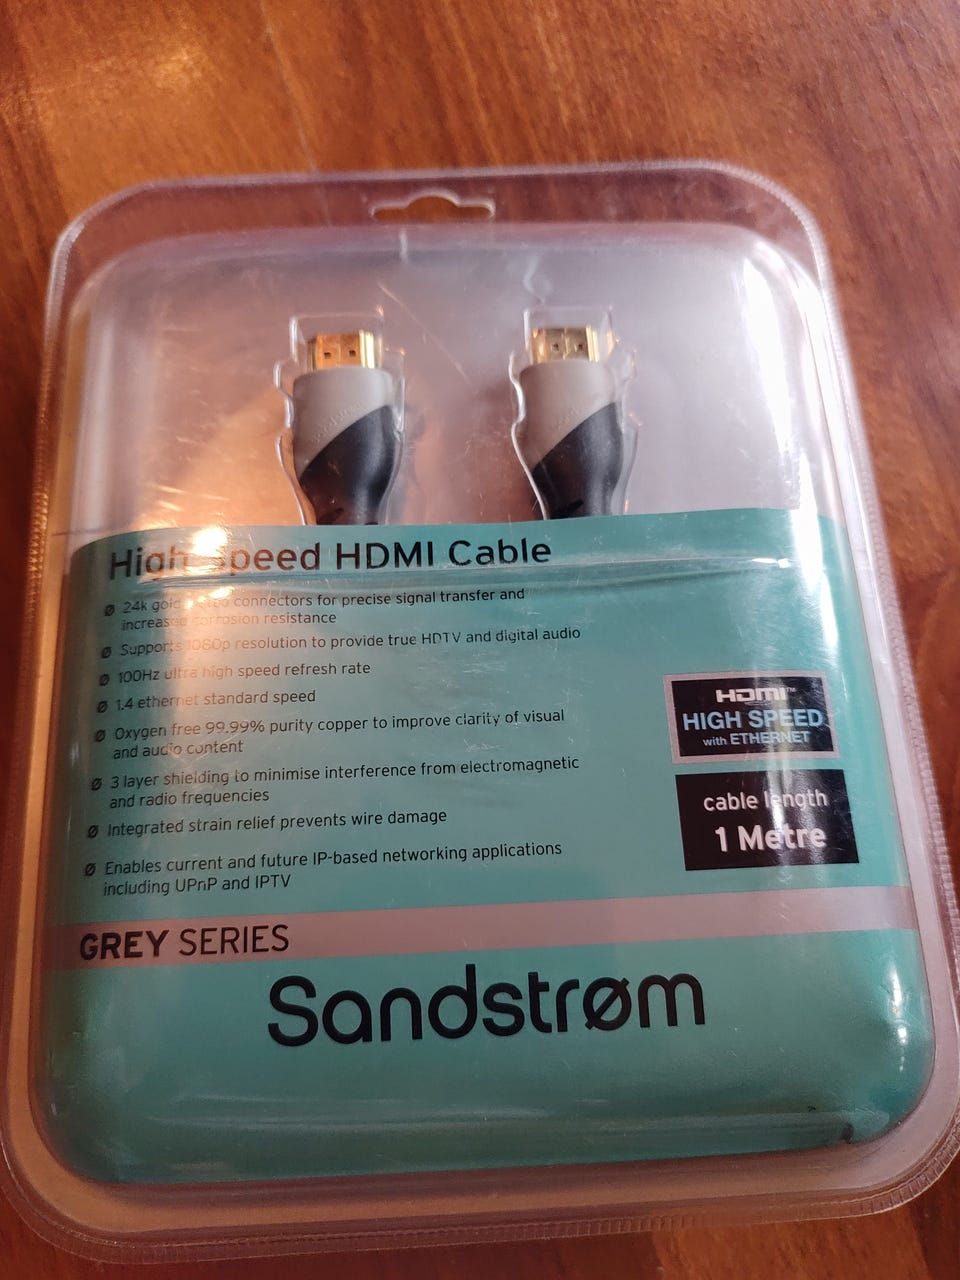 High Speed HDMI Cable
Ø 24k gold connectors for precise signal transfer and
increased corrosion resistance
Ø Supports 1080p resolution to provide true HDTV and digital audio
Ø 100Hz ultra high speed refresh rate
Ø 1.4 ethernet standard speed
Ø Oxygen free 99.99% purity copper to improve clarity of visual
and audio content
Ø 3 layer shielding to minimise interference from electromagnetic
and radio frequencies
Ø Integrated strain relief prevents wire damage
Ø Enables current and future IP-based networking applications
including UPnP and IPTV
HDMI™
HIGH SPEED
with ETHERNET
cable length
1 Metre
GREY SERIES
Sandstrøm